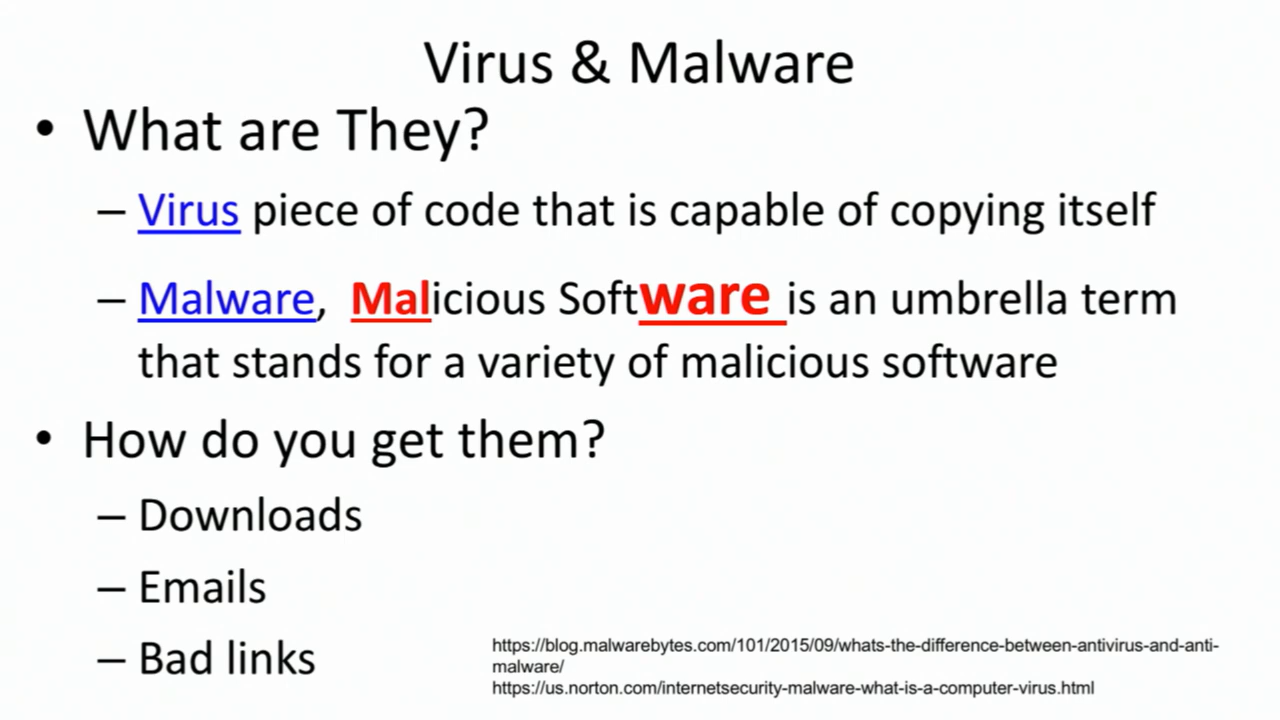 Virus & Malware
• What are They?
– Virus piece of code that is capable of copying itself
– Malware, Malicious Software is an umbrella term
that stands for a variety of malicious software
• How do you get them?
– Downloads
– Emails
– Bad links
https://blog.malwarebytes.com/101/2015/09/whats-the-difference-between-antivirus-and-anti-
malware/
https://us.norton.com/internetsecurity-malware-what-is-a-computer-virus.html